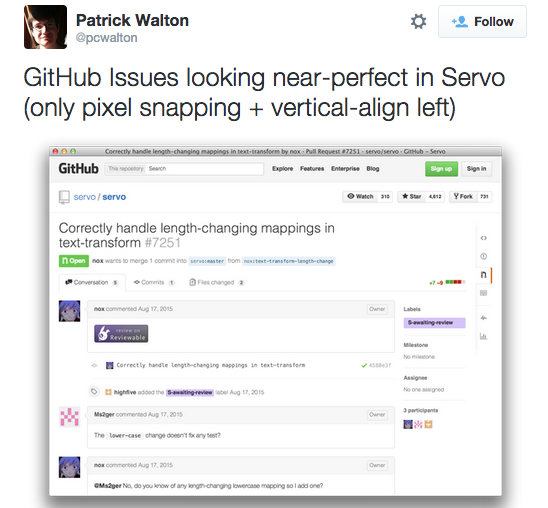 Patrick Walton
@pcwalton
Follow
GitHub Issues looking near-perfect in Servo
(only pixel snapping + vertical-align left)
Correctly handle length-changing mappings in text-transform by nox - Pull Request #7251 - servo/servo - GitHub – Servo
GitHub This repository Search Explore Features Enterprise Blog Sign up Sign in
servo / servo Watch 310 Star 4,612 Fork 731
Correctly handle length-changing mappings in
text-transform #7251
Open nox wants to merge 1 commit into servo:master from nox:text-transform-length-change
Conversation 5 Commits 1 Files changed 2 +7 −9
nox commented Aug 17, 2015 Owner
Labels
S-awaiting-review
review on
Reviewable
Milestone
No milestone
Correctly handle length-changing mappings in text-transform
Assignee
No one assigned
highfive added the S-awaiting-review label Aug 17, 2015
3 participants
Ms2ger commented Aug 17, 2015 Owner
The lower-case change doesn't fix any test?
nox commented Aug 17, 2015 Owner
@Ms2ger No, do you know of any length-changing lowercase mapping so I add one?